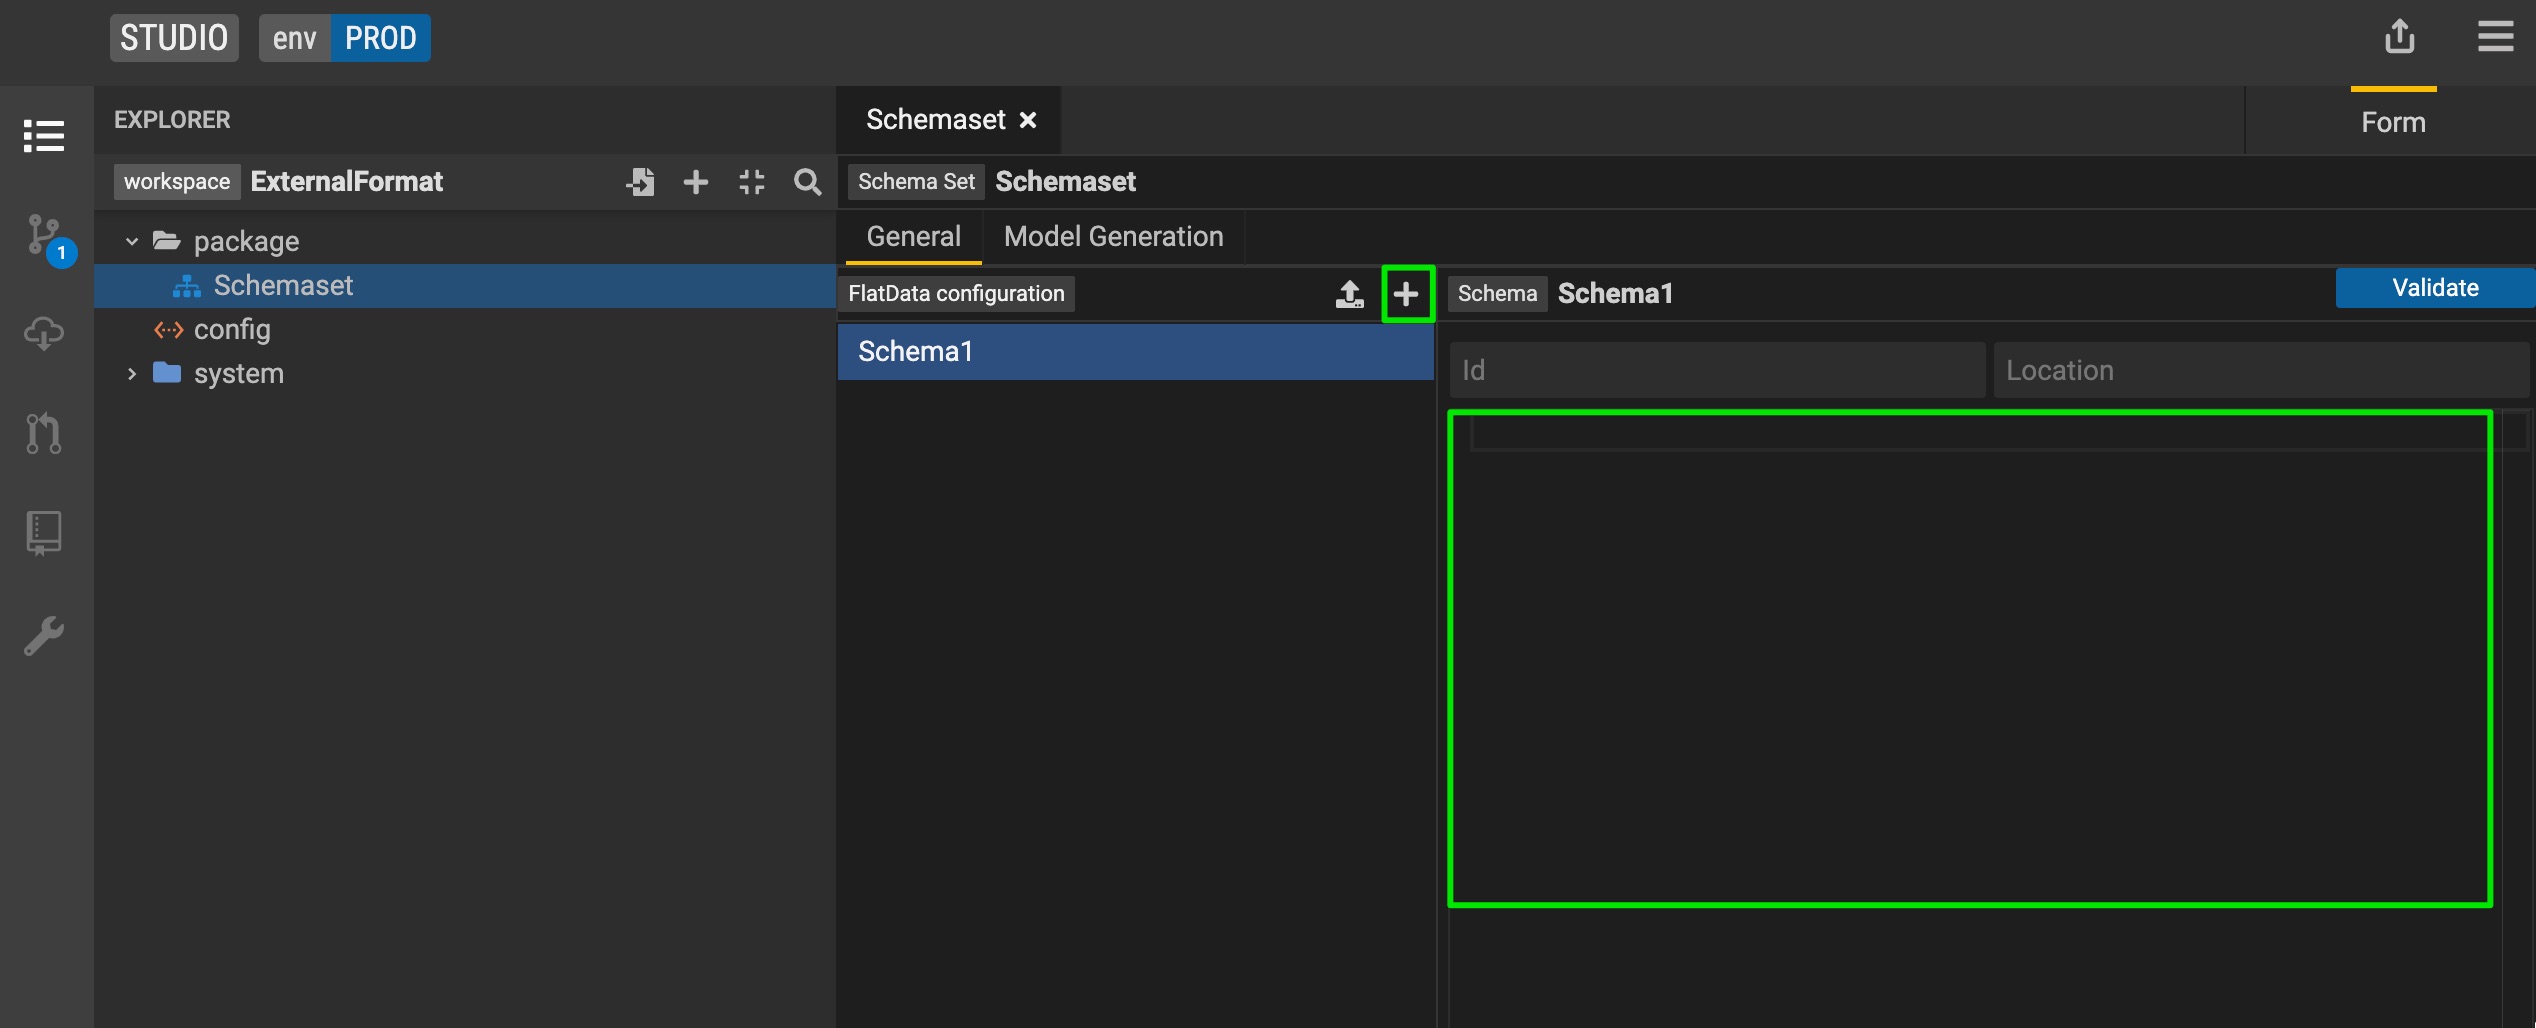 STUDIO env PROD
EXPLORER
Schemaset
Form
workspace ExternalFormat
Schema Set Schemaset
package
General Model Generation
Schemaset
FlatData configuration
Schema Schema1
Validate
1
config
Schema1
Id Location
system